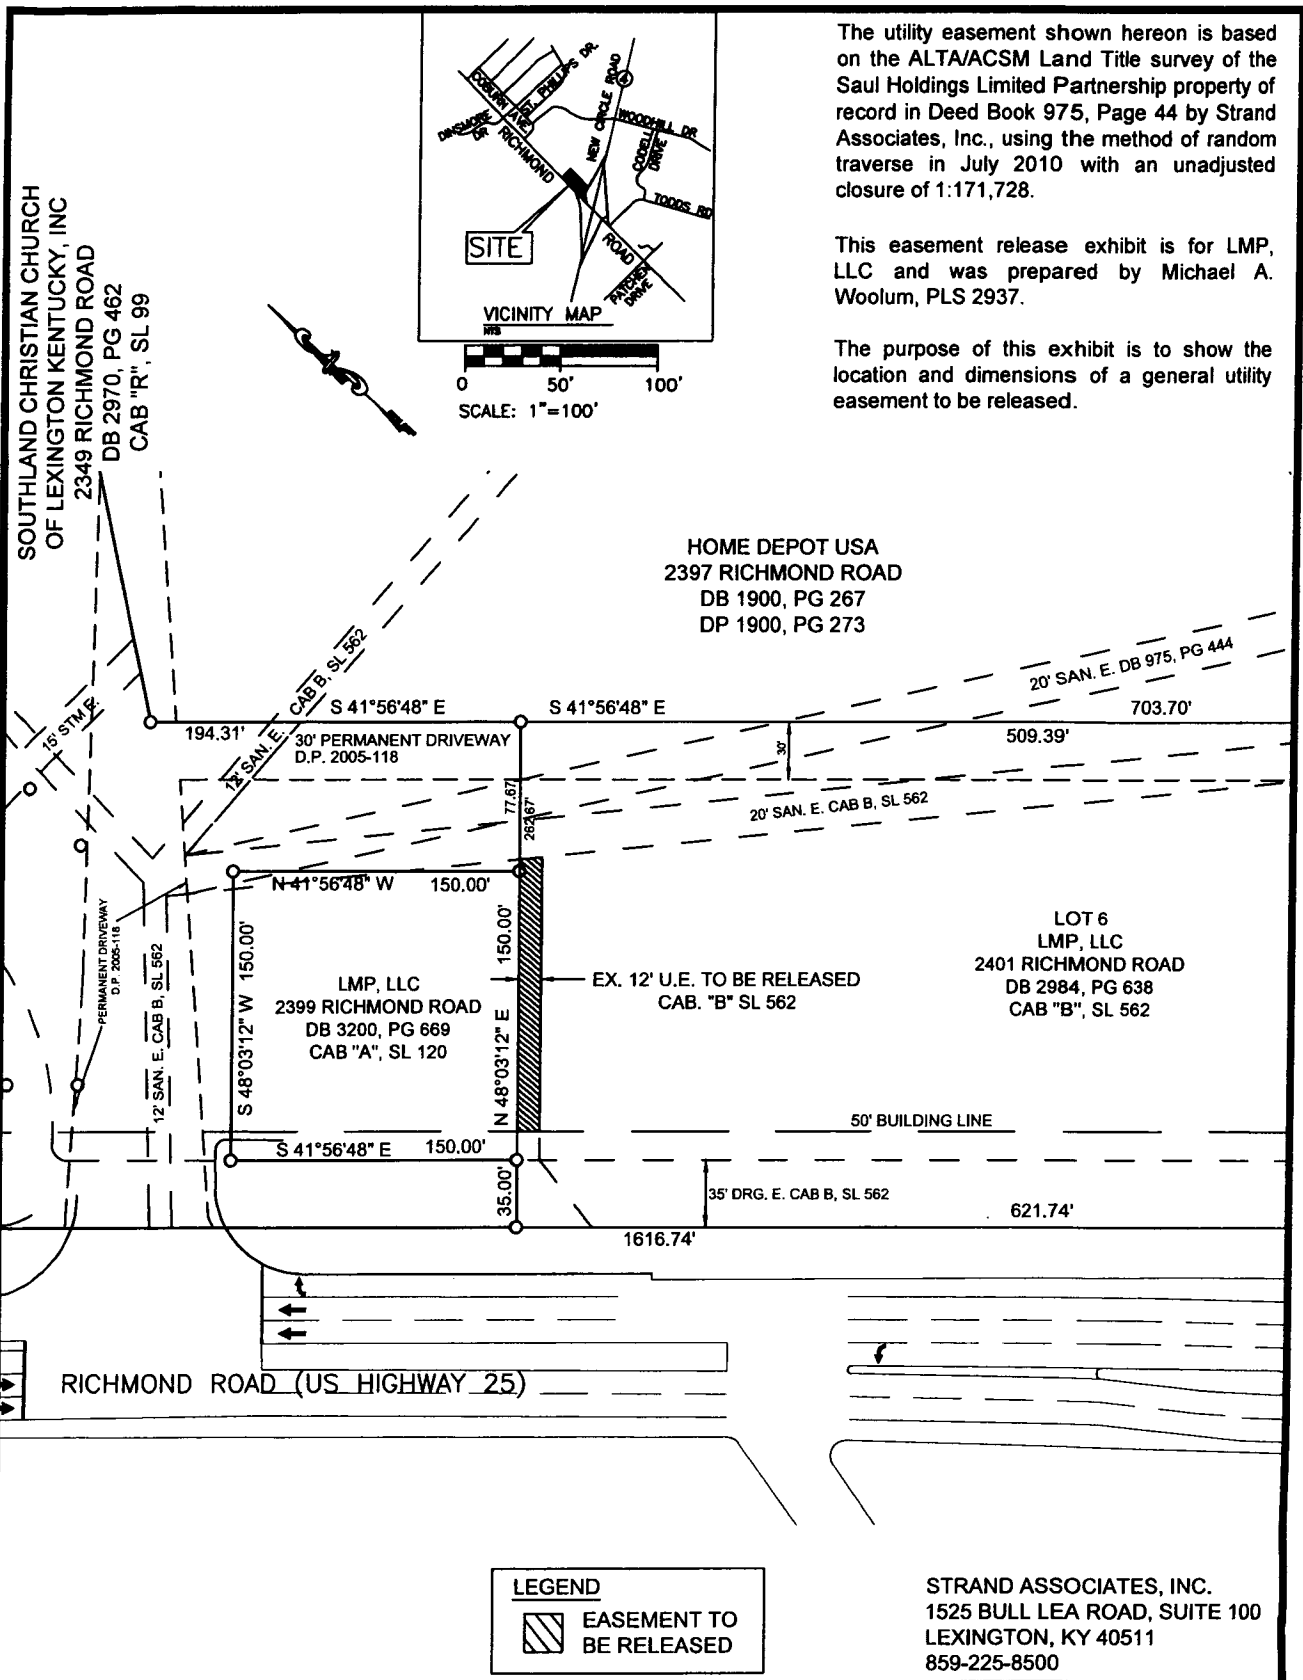 The utility easement shown hereon is based
on the ALTA/ACSM Land Title survey of the
Saul Holdings Limited Partnership property of
record in Deed Book 975, Page 44 by Strand
Associates, Inc., using the method of random
traverse in July 2010 with an unadjusted
closure of 1:171,728.
This easement release exhibit is for LMP,
LLC and was prepared by Michael A.
Woolum, PLS 2937.
The purpose of this exhibit is to show the
location and dimensions of a general utility
easement to be released.
COBURN AVE.
ST. PHILLIPS DR.
DINSMORE DR
RICHMOND
NEW CIRCLE ROAD
4
WOODHILL DR
CODELL DRIVE
TODDS RD
ROAD
PATCHEN DRIVE
SITE
VICINITY MAP
NTS
0 50' 100'
SCALE: 1"=100'
SOUTHLAND CHRISTIAN CHURCH
OF LEXINGTON KENTUCKY, INC
2349 RICHMOND ROAD
DB 2970, PG 462
CAB "R", SL 99
HOME DEPOT USA
2397 RICHMOND ROAD
DB 1900, PG 267
DP 1900, PG 273
12' SAN. E. CAB B, SL 562
20' SAN. E. DB 975, PG 444
15' STM E.
S 41°56'48" E
S 41°56'48" E
703.70'
194.31'
509.39'
30' PERMANENT DRIVEWAY
D.P. 2005-118
30'
77.67'
262.67'
20' SAN. E. CAB B, SL 562
N 41°56'48" W 150.00'
PERMANENT DRIVEWAY
D.P. 2005-118
12' SAN. E. CAB B, SL 562
S 48°03'12" W 150.00'
N 48°03'12" E 150.00'
LMP, LLC
2399 RICHMOND ROAD
DB 3200, PG 669
CAB "A", SL 120
EX. 12' U.E. TO BE RELEASED
CAB. "B" SL 562
LOT 6
LMP, LLC
2401 RICHMOND ROAD
DB 2984, PG 638
CAB "B", SL 562
50' BUILDING LINE
S 41°56'48" E 150.00'
35.00'
35' DRG. E. CAB B, SL 562
621.74'
1616.74'
RICHMOND ROAD (US HIGHWAY 25)
LEGEND
EASEMENT TO
BE RELEASED
STRAND ASSOCIATES, INC.
1525 BULL LEA ROAD, SUITE 100
LEXINGTON, KY 40511
859-225-8500